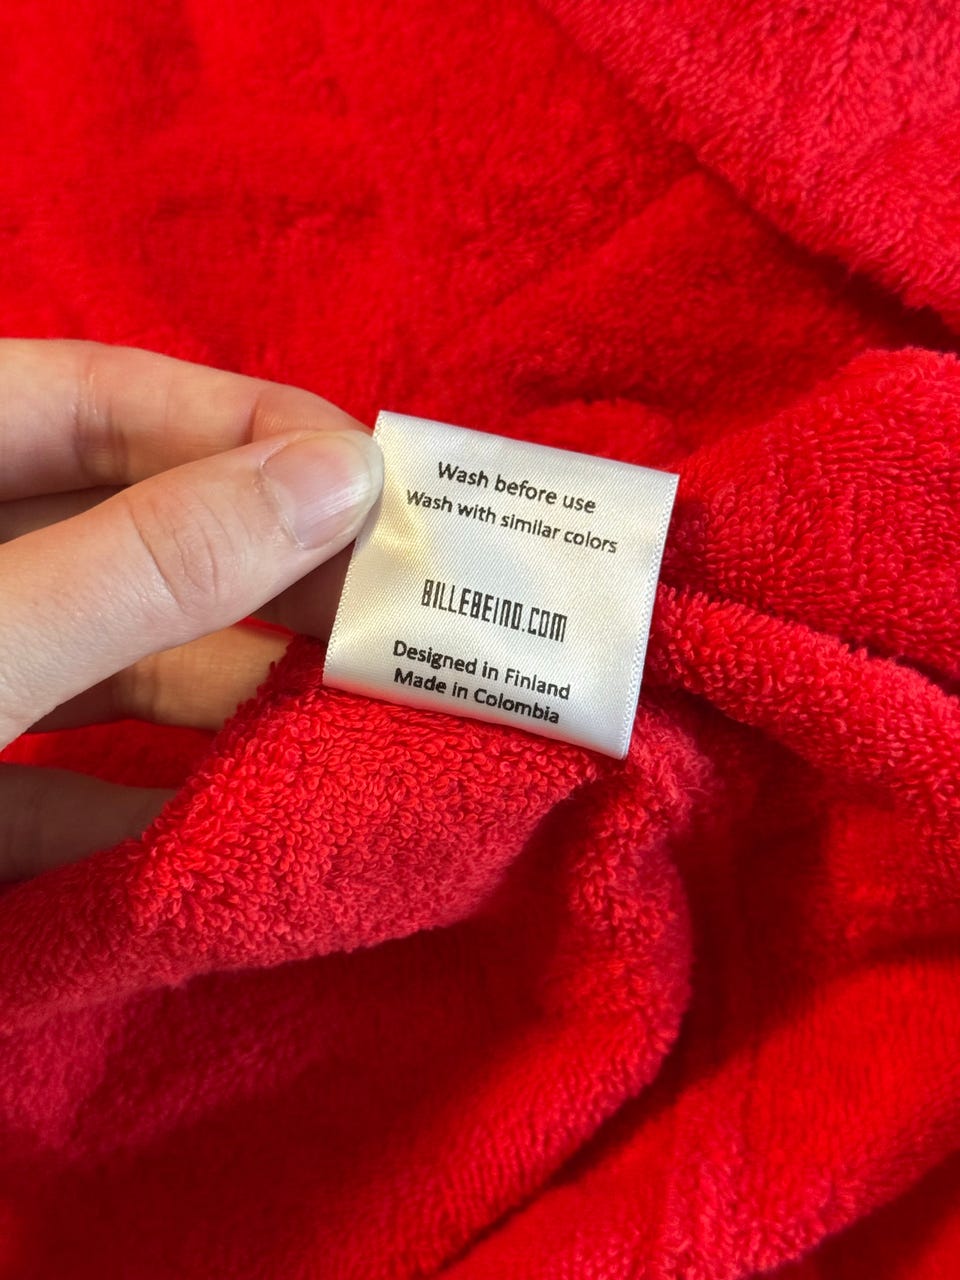 Wash before use
Wash with similar colors
BILLEBEINO.COM
Designed in Finland
Made in Colombia